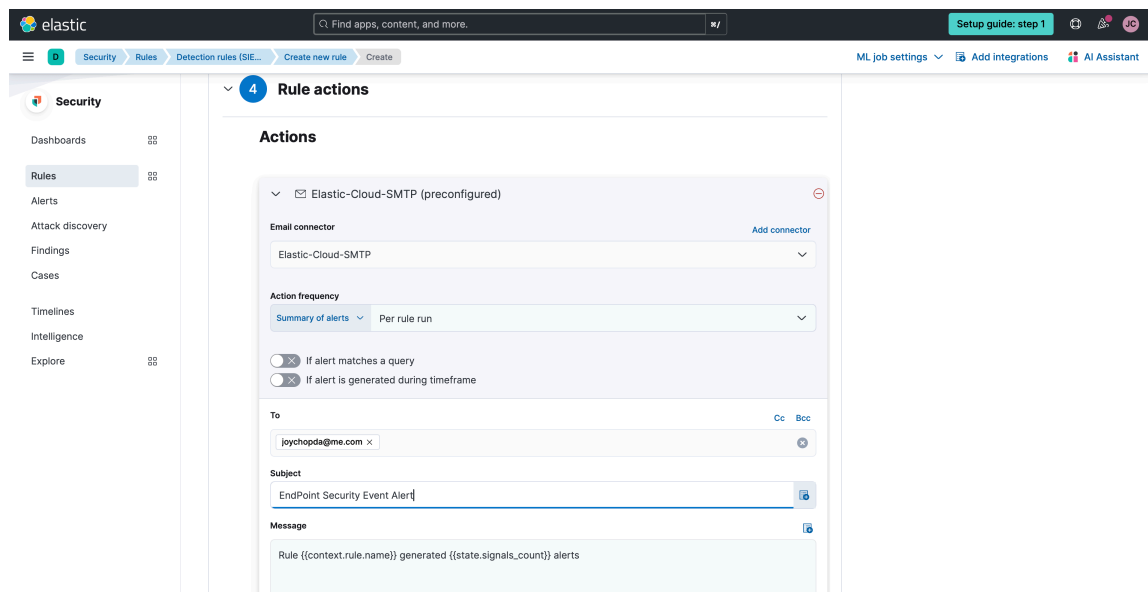 elastic
Find apps, content, and more.
⌘/
Setup guide: step 1
JC
D
Security
Rules
Detection rules (SIE...
Create new rule
Create
ML job settings
Add integrations
AI Assistant
Security
Dashboards
Rules
Alerts
Attack discovery
Findings
Cases
Timelines
Intelligence
Explore
4
Rule actions
Actions
Elastic-Cloud-SMTP (preconfigured)
Email connector
Add connector
Elastic-Cloud-SMTP
Action frequency
Summary of alerts
Per rule run
If alert matches a query
If alert is generated during timeframe
To
Cc Bcc
joychopda@me.com
Subject
EndPoint Security Event Alert
Message
Rule {{context.rule.name}} generated {{state.signals_count}} alerts